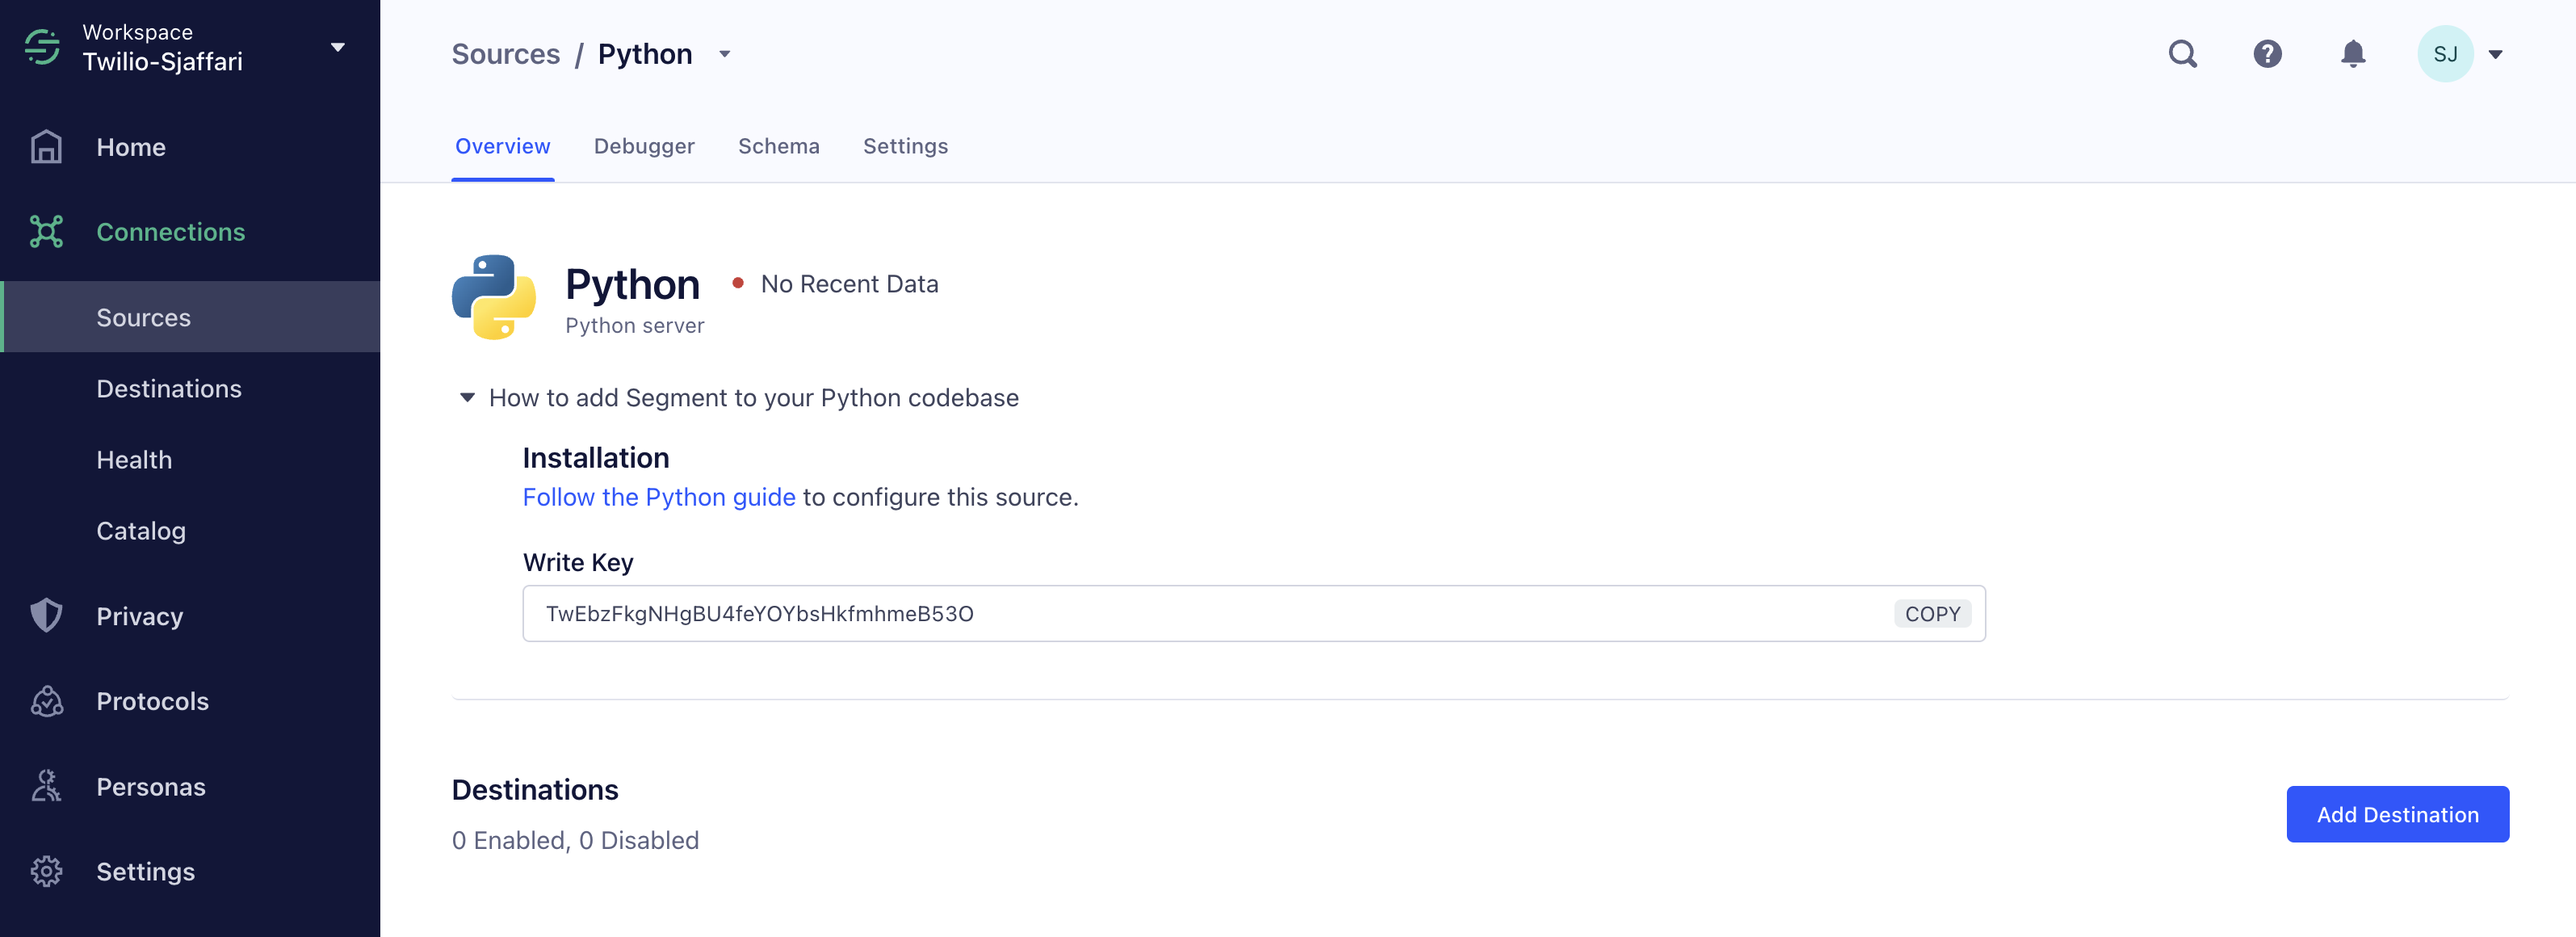 Workspace
Twilio-Sjaffari
Home
Connections
Sources
Destinations
Health
Catalog
Privacy
Protocols
Personas
Settings
Sources / Python
SJ
Overview Debugger Schema Settings
Python No Recent Data
Python server
How to add Segment to your Python codebase
Installation
Follow the Python guide to configure this source.
Write Key
TwEbzFkgNHgBU4feYOYbsHkfmhmeB53O COPY
Destinations
0 Enabled, 0 Disabled
Add Destination